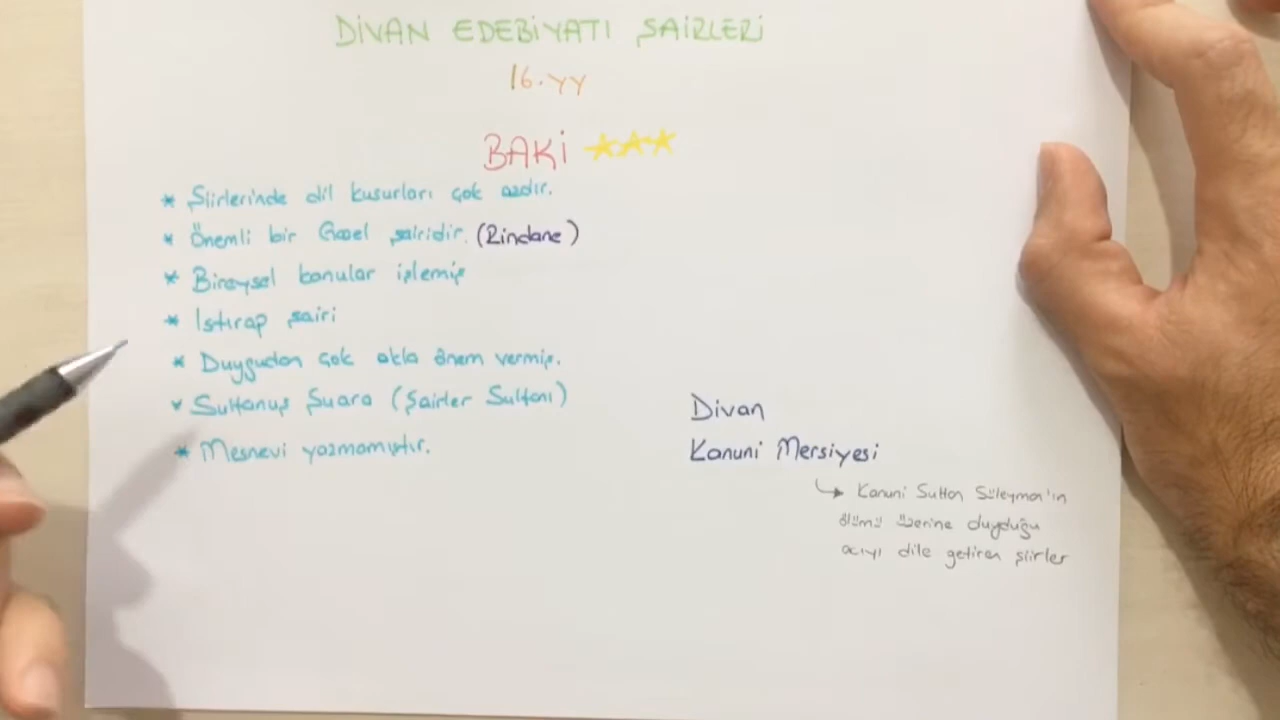 DİVAN EDEBİYATI ŞAİRLERİ
16.yy
BAKİ ★★★
* Şiirlerinde dil kusurları çok azdır.
* Önemli bir Gazel şairidir. (Rindane)
* Bireysel konular işlemiş
* Istırap şairi
* Duygudan çok akla önem vermiş.
* Sultanuş Şuara (Şairler Sultanı)
* Mesnevi yazmamıştır.
Divan
Kanuni Mersiyesi
↳ Kanuni Sultan Süleyman'ın
ölümü üzerine duyduğu
acıyı dile getiren şiirler